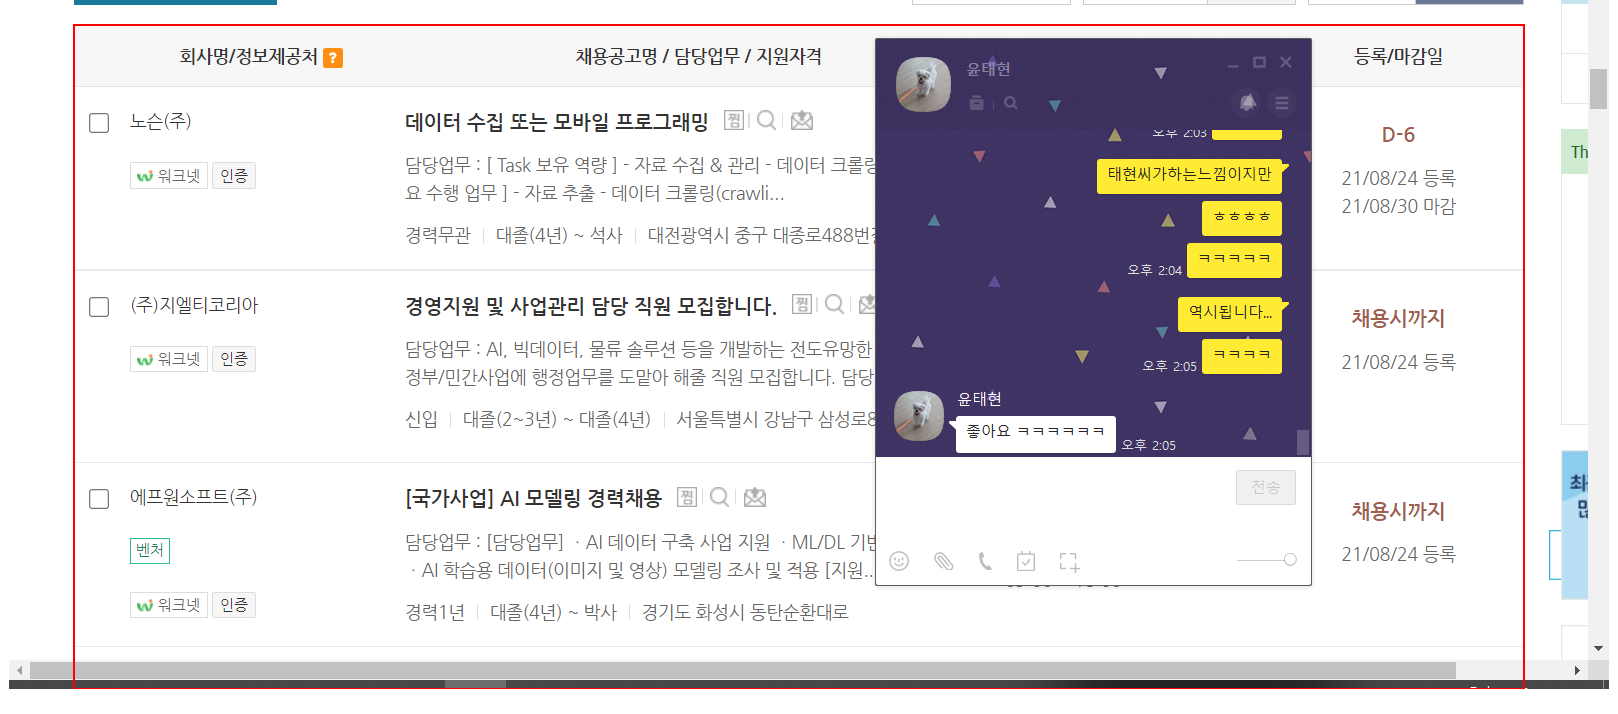 회사명/정보제공처 ?
채용공고명 / 담당업무 / 지원자격
등록/마감일
노슨(주)
워크넷 인증
데이터 수집 또는 모바일 프로그래밍 찜
담당업무 : [ Task 보유 역량 ] - 자료 수집 & 관리 - 데이터 크롤링
요 수행 업무 ] - 자료 추출 - 데이터 크롤링(crawli...
경력무관 대졸(4년) ~ 석사 대전광역시 중구 대종로488번길
D-6
21/08/24 등록
21/08/30 마감
(주)지엘티코리아
워크넷 인증
경영지원 및 사업관리 담당 직원 모집합니다. 찜
담당업무 : AI, 빅데이터, 물류 솔루션 등을 개발하는 전도유망한
정부/민간사업에 행정업무를 도맡아 해줄 직원 모집합니다. 담당
신입 대졸(2~3년) ~ 대졸(4년) 서울특별시 강남구 삼성로8
채용시까지
21/08/24 등록
에프원소프트(주)
벤처
워크넷 인증
[국가사업] AI 모델링 경력채용 찜
담당업무 : [담당업무] ㆍAI 데이터 구축 사업 지원 ㆍML/DL 기반
ㆍAI 학습용 데이터(이미지 및 영상) 모델링 조사 및 적용 [지원...
경력1년 대졸(4년) ~ 박사 경기도 화성시 동탄순환대로
채용시까지
21/08/24 등록
윤태현
오후 2:03
태현씨가하는느낌이지만
ㅎㅎㅎㅎ
오후 2:04 ㅋㅋㅋㅋㅋ
역시됩니다...
오후 2:05 ㅋㅋㅋㅋ
윤태현
좋아요 ㅋㅋㅋㅋㅋㅋ 오후 2:05
전송
Th